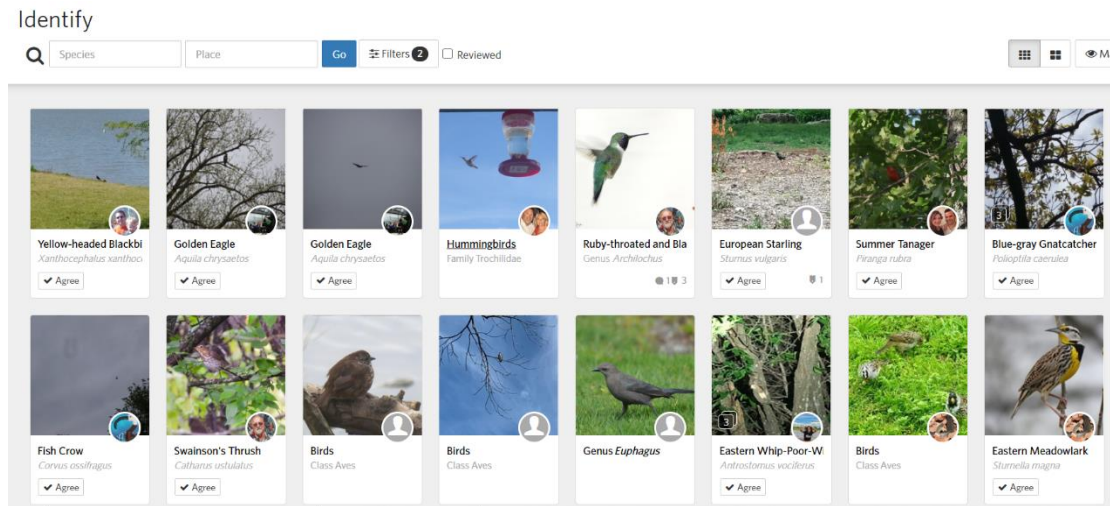 Identify
Species Place Go Filters 2 Reviewed
Yellow-headed Blackbi
Xanthocephalus xanthoc
Agree
Golden Eagle
Aquila chrysaetos
Agree
Golden Eagle
Aquila chrysaetos
Agree
Hummingbirds
Family Trochilidae
Ruby-throated and Bla
Genus Archilochus
1 3
European Starling
Sturnus vulgaris
Agree 1
Summer Tanager
Piranga rubra
Agree
3
Blue-gray Gnatcatcher
Polioptila caerulea
Agree
Fish Crow
Corvus ossifragus
Agree
Swainson's Thrush
Catharus ustulatus
Agree
Birds
Class Aves
Birds
Class Aves
Genus Euphagus
3
Eastern Whip-Poor-Wi
Antrostomus vociferus
Agree
Birds
Class Aves
Eastern Meadowlark
Sturnella magna
Agree